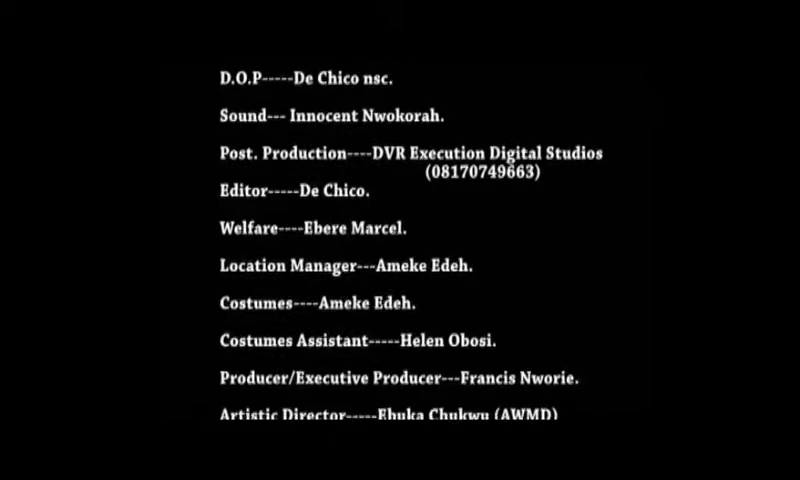 D.O.P-----De Chico nsc.
Sound--- Innocent Nwokorah.
Post. Production----DVR Execution Digital Studios
(08170749663)
Editor-----De Chico.
Welfare----Ebere Marcel.
Location Manager---Ameke Edeh.
Costumes----Ameke Edeh.
Costumes Assistant-----Helen Obosi.
Producer/Executive Producer---Francis Nworie.
Artistic Director-----Ebuka Chukwu (AWMD)